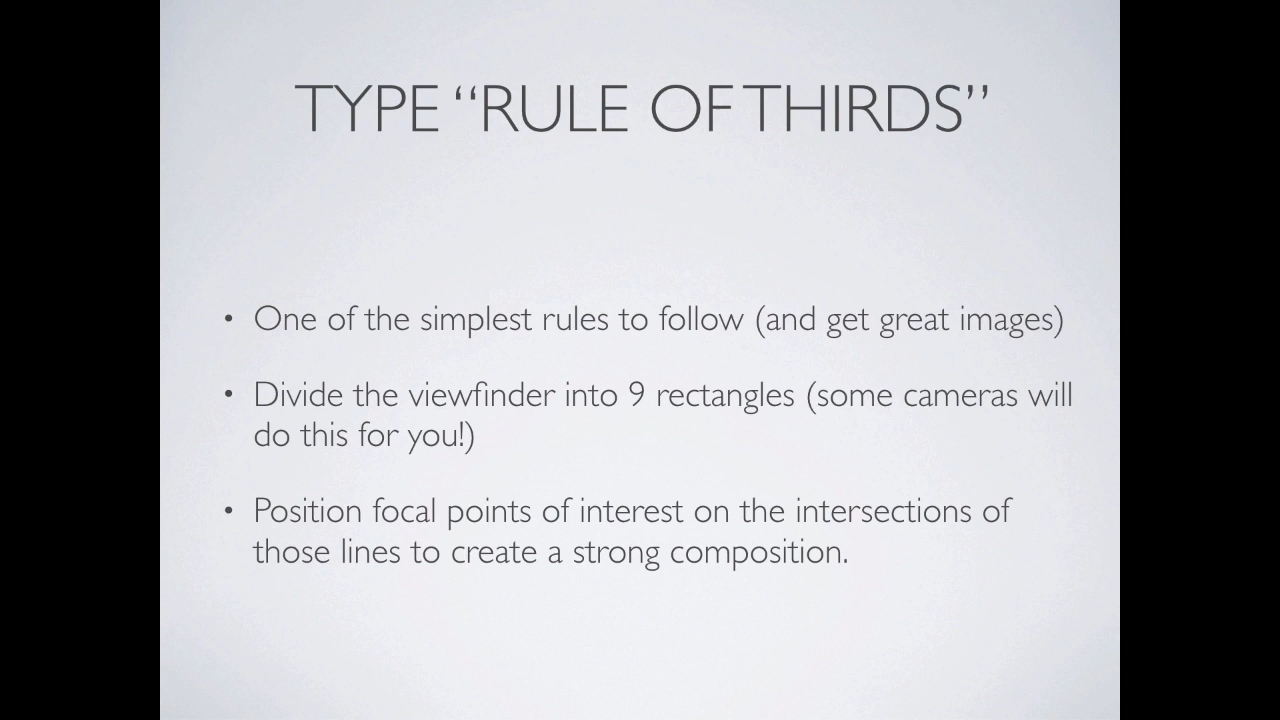 TYPE “RULE OF THIRDS”
• One of the simplest rules to follow (and get great images)
• Divide the viewfinder into 9 rectangles (some cameras will
do this for you!)
• Position focal points of interest on the intersections of
those lines to create a strong composition.